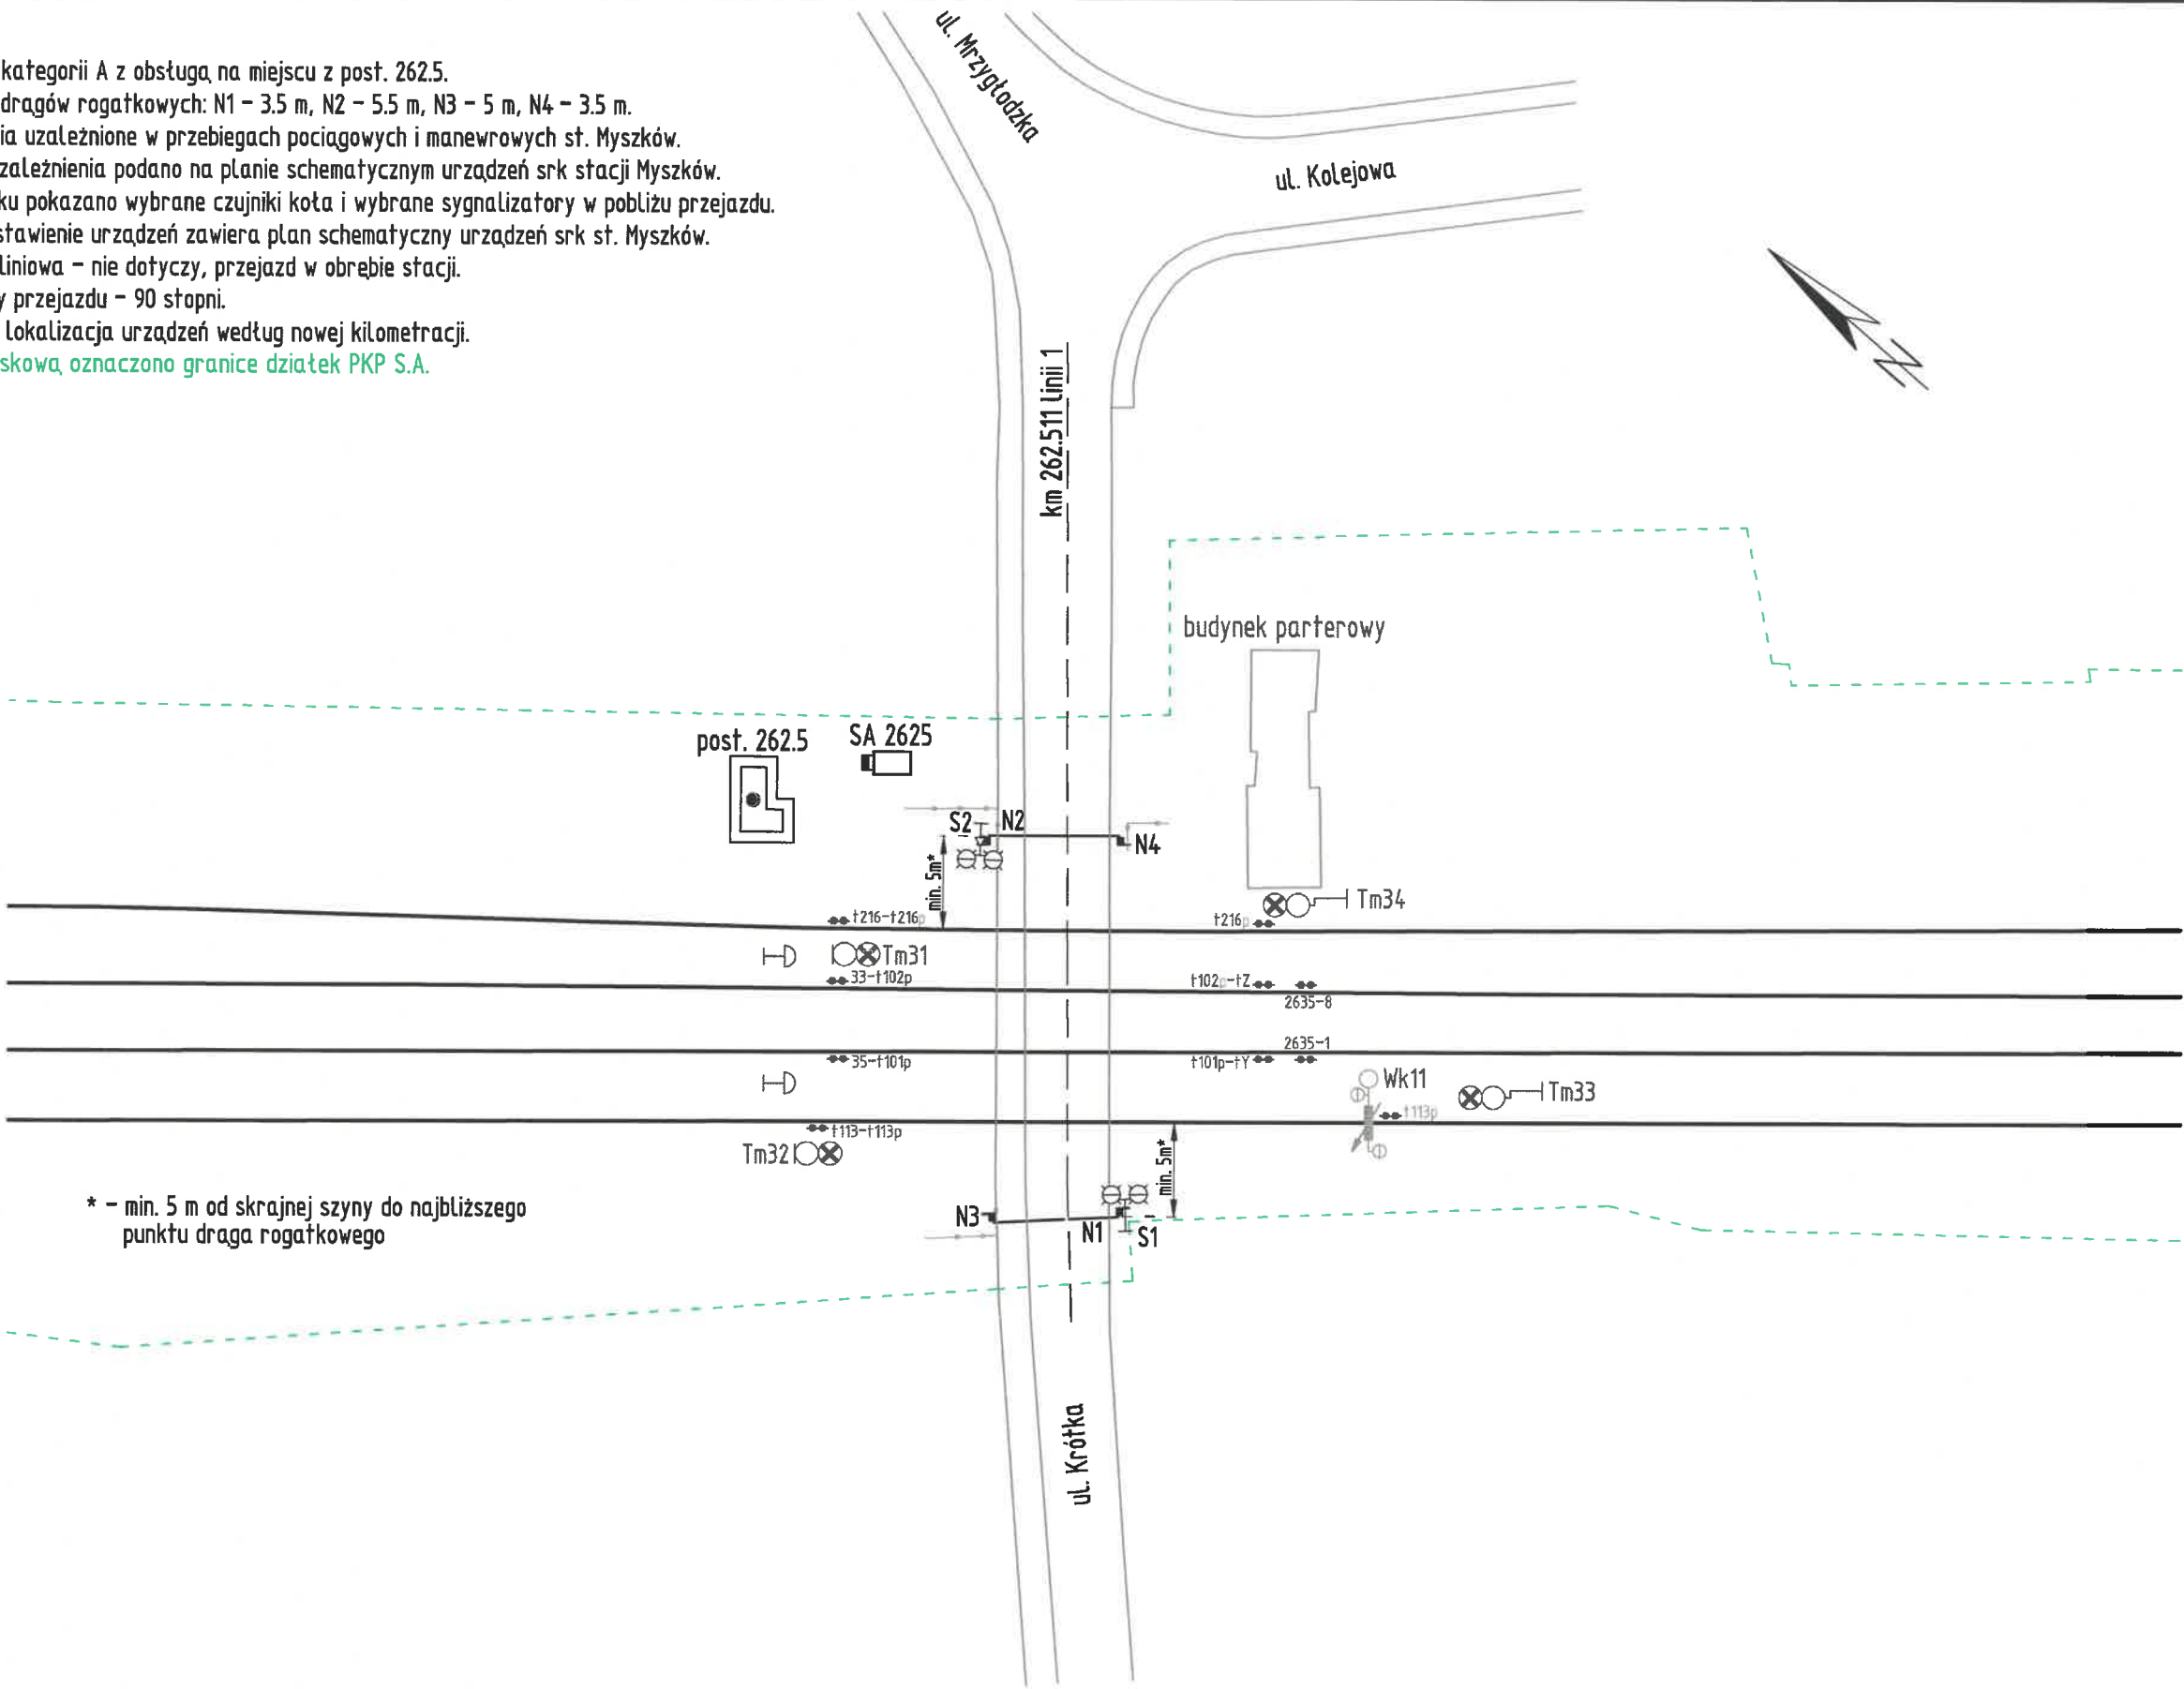 kategorii A z obsługą na miejscu z post. 262.5.
drągów rogatkowych: N1 - 3.5 m, N2 - 5.5 m, N3 - 5 m, N4 - 3.5 m.
ia uzależnione w przebiegach pociągowych i manewrowych st. Myszków.
zależnienia podano na planie schematycznym urządzeń srk stacji Myszków.
ku pokazano wybrane czujniki koła i wybrane sygnalizatory w pobliżu przejazdu.
stawienie urządzeń zawiera plan schematyczny urządzeń srk st. Myszków.
liniowa - nie dotyczy, przejazd w obrębie stacji.
y przejazdu - 90 stopni.
lokalizacja urządzeń według nowej kilometracji.
skową oznaczono granice działek PKP S.A.
ul. Mrzygłodzka
ul. Kolejowa
N
km 262.511 linii 1
budynek parterowy
post. 262.5
SA 2625
S2
N2
N4
min. 5m*
Tm34
t216-t216p
t216p
Tm31
33-t102p
t102p-tZ
2635-8
2635-1
35-t101p
t101p-tY
Wk11
Tm33
t113p
t113-t113p
Tm32
min. 5m*
* - min. 5 m od skrajnej szyny do najbliższego
punktu drąga rogatkowego
N3
N1
S1
ul. Krótka